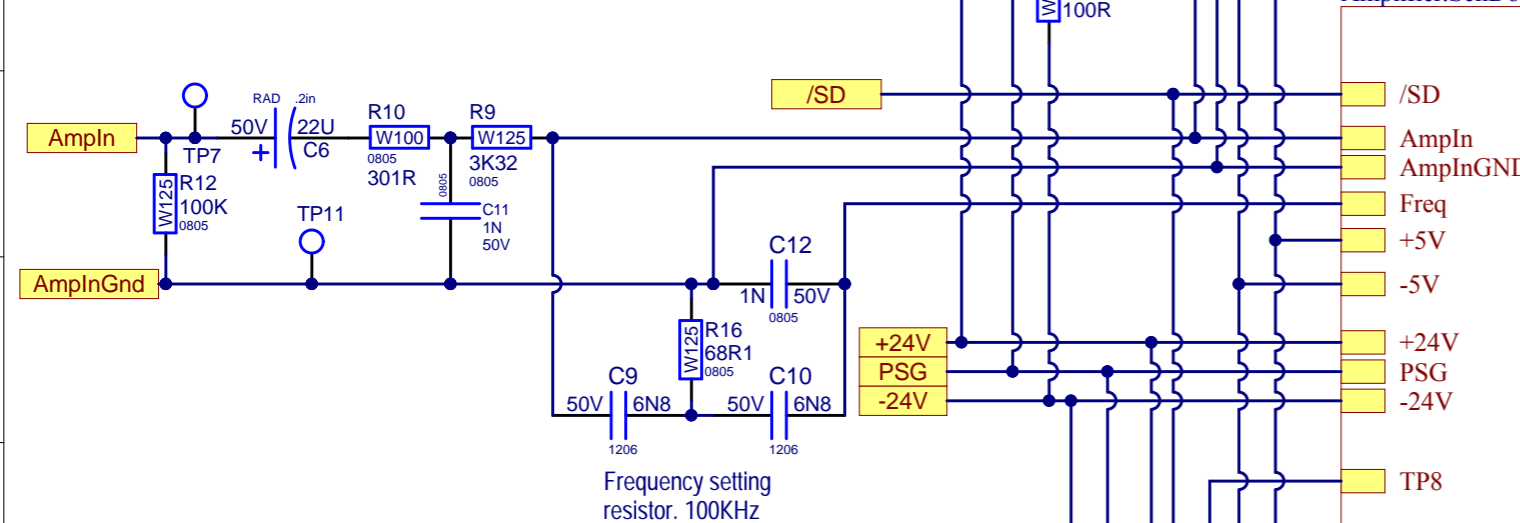 100R
/SD
/SD
RAD .2in
50V
22U
C6
+
R10
W100
0805
301R
R9
W125
3K32
0805
AmpIn
TP7
AmpIn
AmpInGND
R12
W125
100K
0805
0805
C11
1N
50V
TP11
Freq
+5V
C12
1N
50V
0805
AmpInGnd
-5V
R16
W125
68R1
0805
+24V
+24V
PSG
PSG
-24V
-24V
C9
50V
6N8
1206
C10
50V
6N8
1206
TP8
Frequency setting
resistor. 100KHz